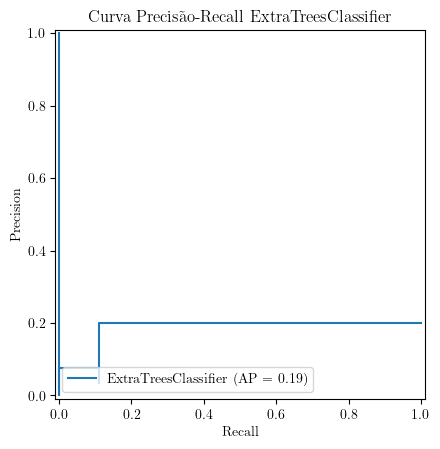 Curva Precisão-Recall ExtraTreesClassifier
1.0
0.8
0.6
0.4
0.2
0.0
Precision
ExtraTreesClassifier (AP = 0.19)
0.0 0.2 0.4 0.6 0.8 1.0
Recall